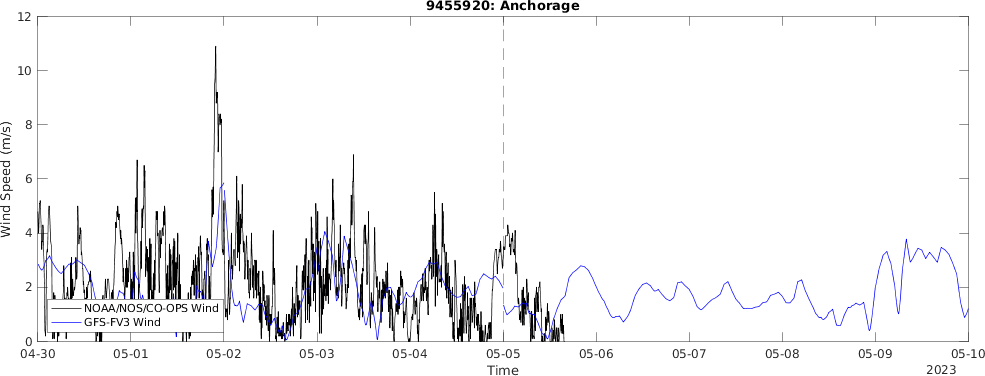 9455920: Anchorage
Wind Speed (m/s)
12
10
8
6
4
2
0
NOAA/NOS/CO-OPS Wind
GFS-FV3 Wind
04-30 05-01 05-02 05-03 05-04 05-05 05-06 05-07 05-08 05-09 05-10
Time
2023